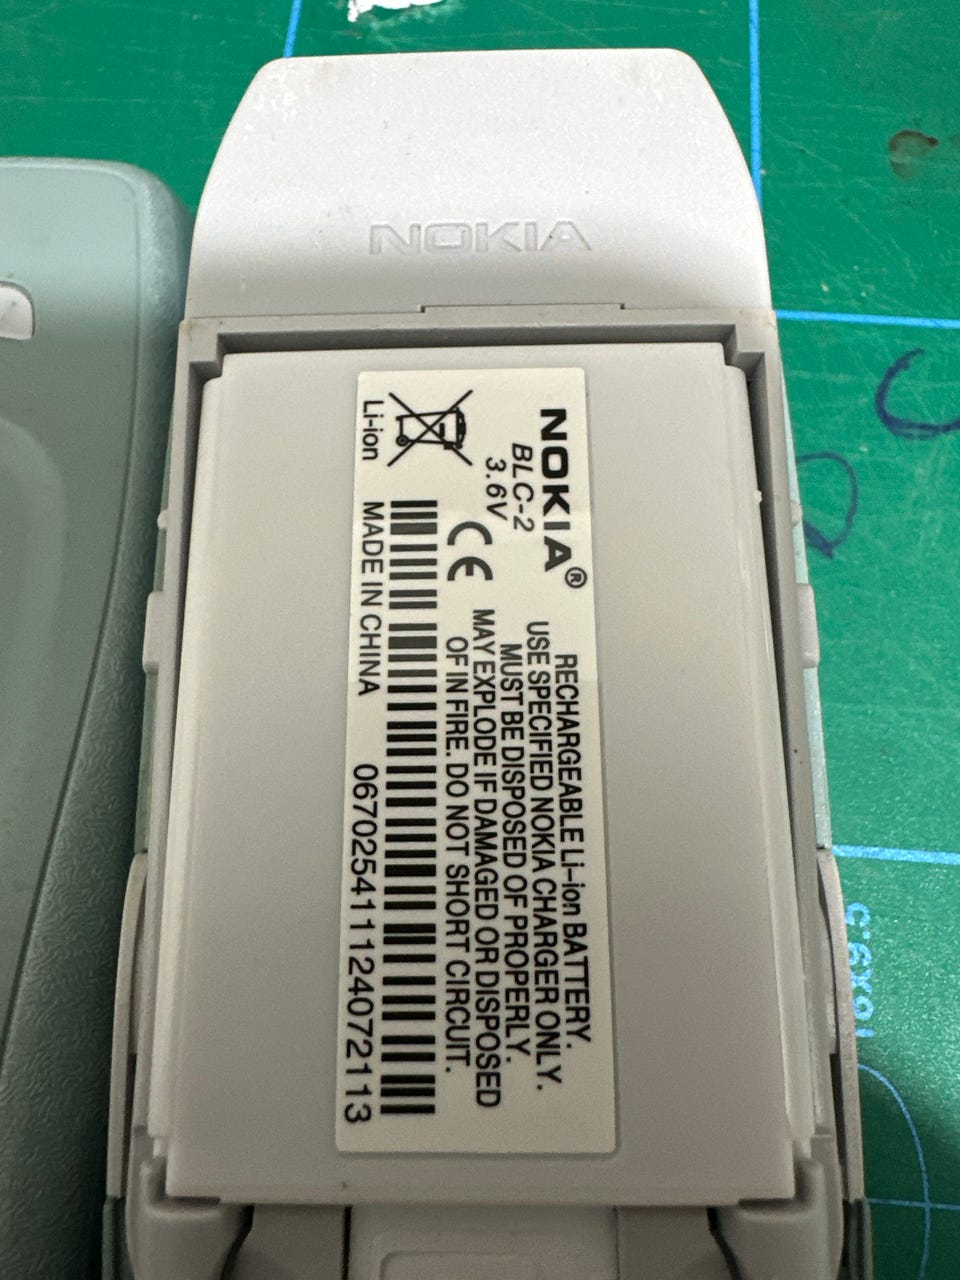 NOKIA
NOKIA®
BLC-2
3.6V
Li-ion
CE
RECHARGEABLE Li-ion BATTERY.
USE SPECIFIED NOKIA CHARGER ONLY.
MUST BE DISPOSED OF PROPERLY.
MAY EXPLODE IF DAMAGED OR DISPOSED
OF IN FIRE. DO NOT SHORT CIRCUIT.
MADE IN CHINA 067025411124072113